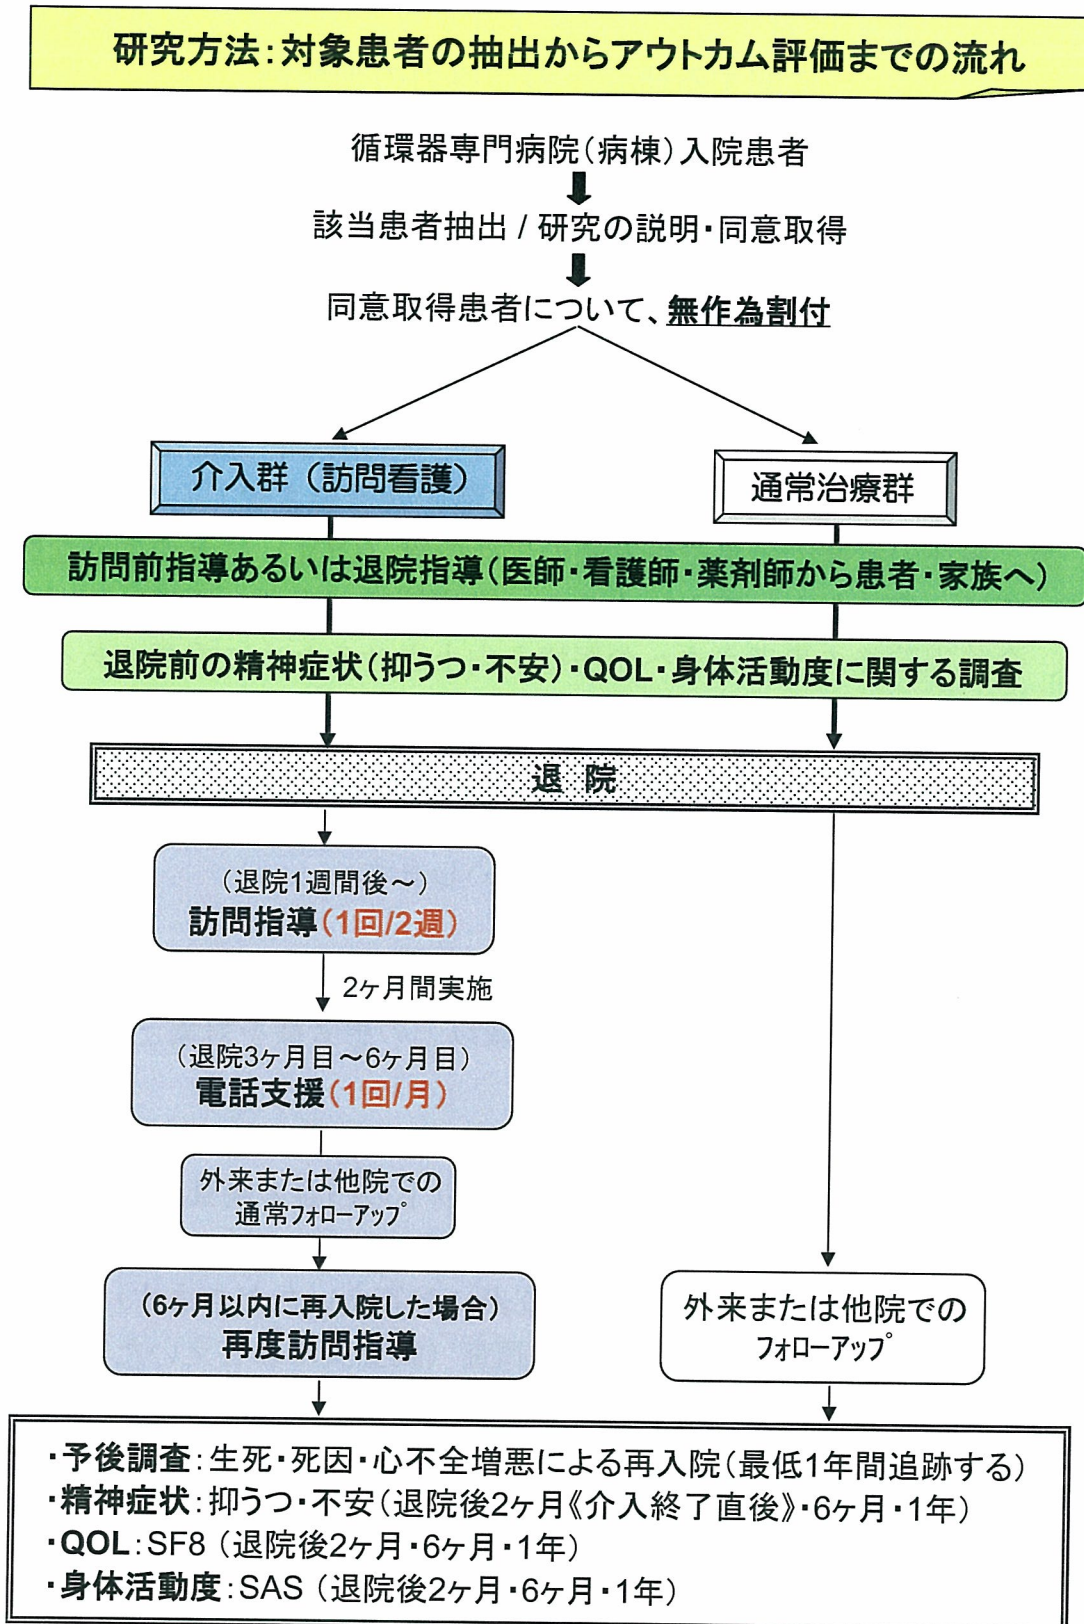 研究方法:対象患者の抽出からアウトカム評価までの流れ
循環器専門病院(病棟)入院患者
該当患者抽出 / 研究の説明・同意取得
同意取得患者について、無作為割付
介入群（訪問看護）
通常治療群
訪問前指導あるいは退院指導(医師・看護師・薬剤師から患者・家族へ)
退院前の精神症状(抑うつ・不安)・QOL・身体活動度に関する調査
退 院
(退院1週間後～)
訪問指導(1回/2週)
2ヶ月間実施
(退院3ヶ月目～6ヶ月目)
電話支援(1回/月)
外来または他院での
通常フォローアップ
(6ヶ月以内に再入院した場合)
再度訪問指導
外来または他院での
フォローアップ
・予後調査:生死・死因・心不全増悪による再入院(最低1年間追跡する)
・精神症状:抑うつ・不安(退院後2ヶ月《介入終了直後》・6ヶ月・1年)
・QOL:SF8 (退院後2ヶ月・6ヶ月・1年)
・身体活動度:SAS (退院後2ヶ月・6ヶ月・1年)